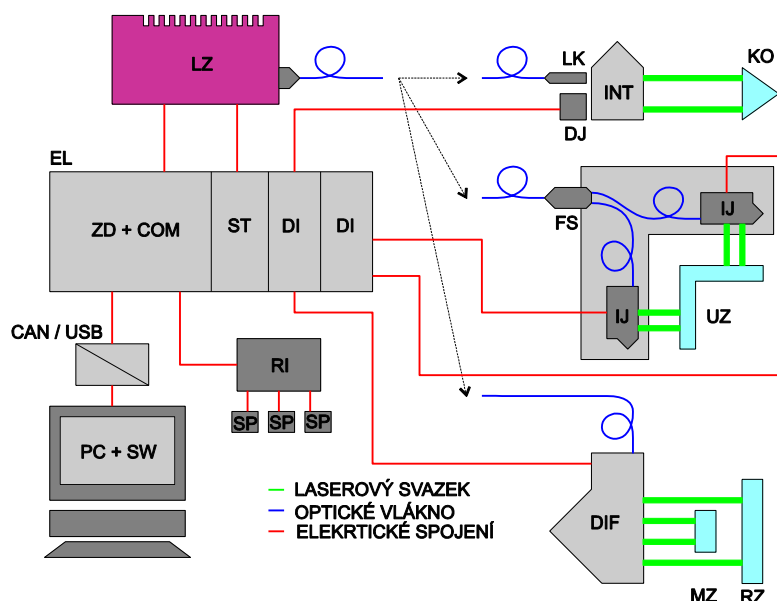 LZ
LK
KO
INT
DJ
EL
ZD + COM
ST
DI
DI
FS
IJ
IJ
UZ
CAN / USB
RI
SP
SP
SP
PC + SW
LASEROVÝ SVAZEK
OPTICKÉ VLÁKNO
ELEKRTICKÉ SPOJENÍ
DIF
MZ
RZ